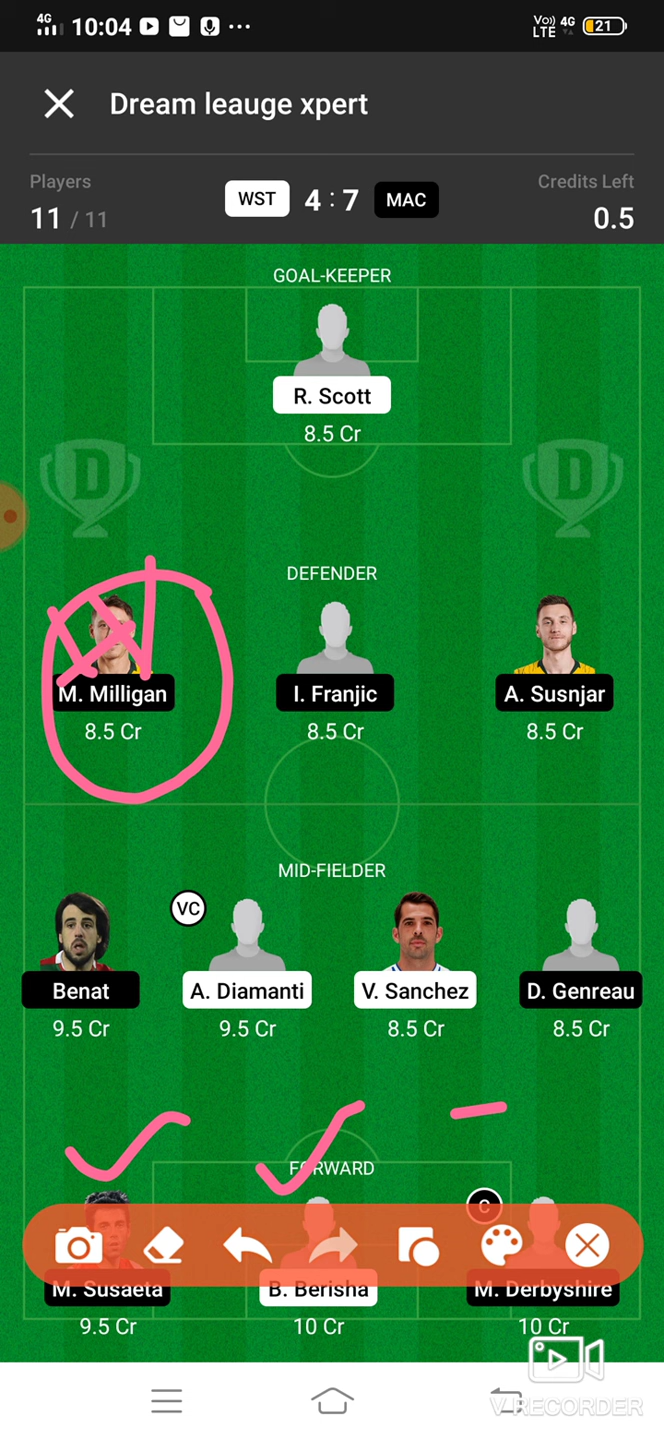 4G 10:04 Vo)) LTE 4G 21
Dream leauge xpert
Players Credits Left
11 / 11 WST 4 : 7 MAC 0.5
GOAL-KEEPER
R. Scott
8.5 Cr
D D
DEFENDER
M. Milligan I. Franjic A. Susnjar
8.5 Cr 8.5 Cr 8.5 Cr
MID-FIELDER
VC
Benat A. Diamanti V. Sanchez D. Genreau
9.5 Cr 9.5 Cr 8.5 Cr 8.5 Cr
FORWARD
C
M. Susaeta B. Berisha M. Derbyshire
9.5 Cr 10 Cr 10 Cr
V RECORDER